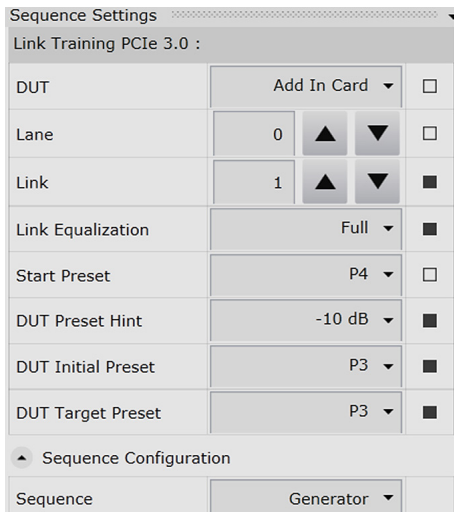 Sequence Settings
Link Training PCIe 3.0 :
DUT Add In Card
Lane 0
Link 1
Link Equalization Full
Start Preset P4
DUT Preset Hint -10 dB
DUT Initial Preset P3
DUT Target Preset P3
Sequence Configuration
Sequence Generator